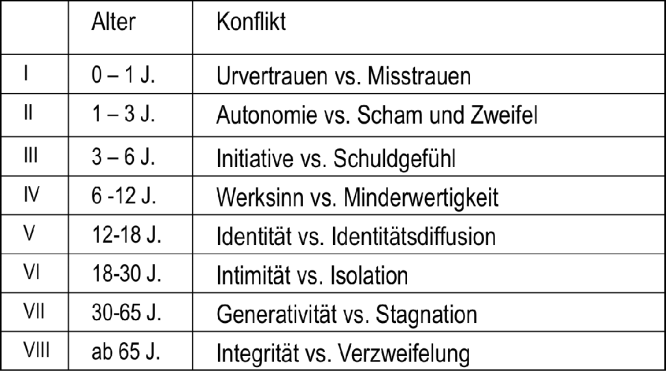 Alter Konflikt
I 0 – 1 J. Urvertrauen vs. Misstrauen
II 1 – 3 J. Autonomie vs. Scham und Zweifel
III 3 – 6 J. Initiative vs. Schuldgefühl
IV 6 -12 J. Werksinn vs. Minderwertigkeit
V 12-18 J. Identität vs. Identitätsdiffusion
VI 18-30 J. Intimität vs. Isolation
VII 30-65 J. Generativität vs. Stagnation
VIII ab 65 J. Integrität vs. Verzweifelung